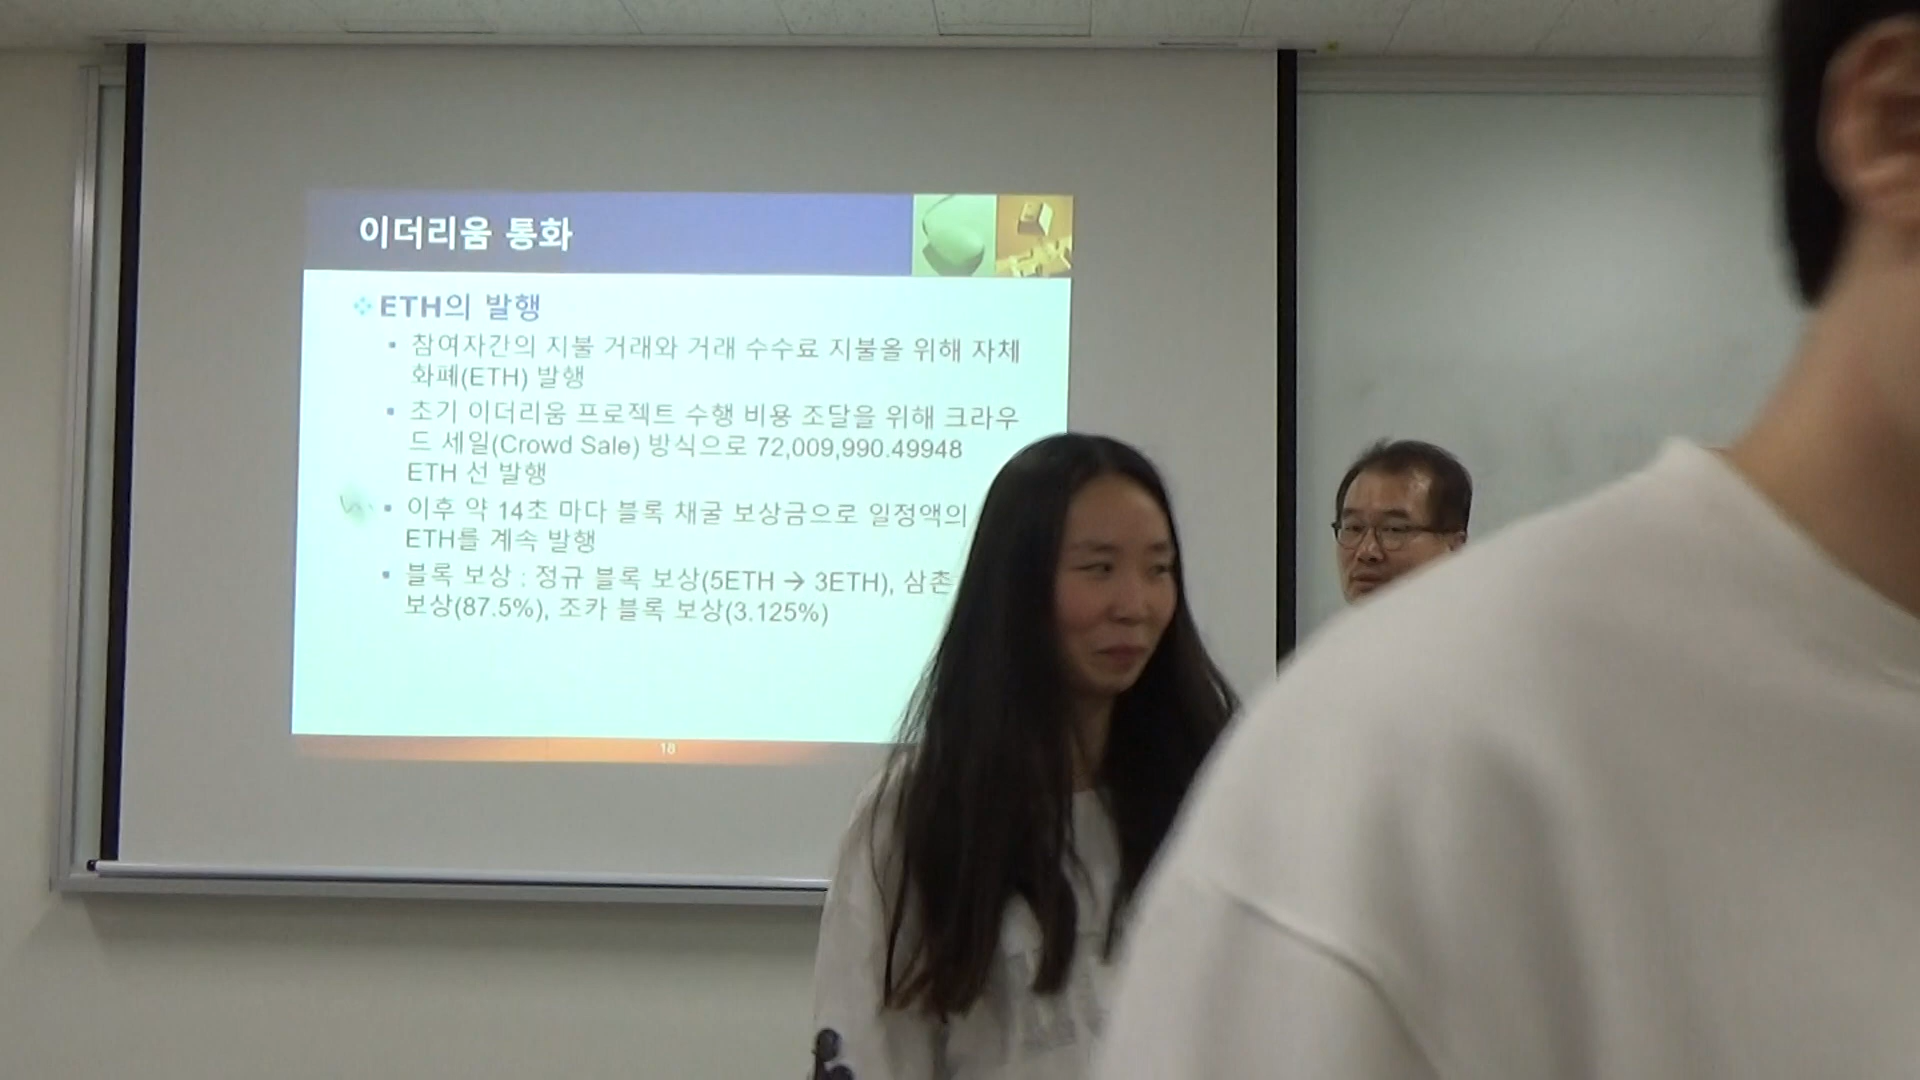 이더리움 통화
ETH의 발행
참여자간의 지불 거래와 거래 수수료 지불을 위해 자체
화폐(ETH) 발행
초기 이더리움 프로젝트 수행 비용 조달을 위해 크라우
드 세일(Crowd Sale) 방식으로 72,009,990.49948
ETH 선 발행
이후 약 14초 마다 블록 채굴 보상금으로 일정액의
ETH를 계속 발행
블록 보상 : 정규 블록 보상(5ETH → 3ETH), 삼촌
보상(87.5%), 조카 블록 보상(3.125%)
18